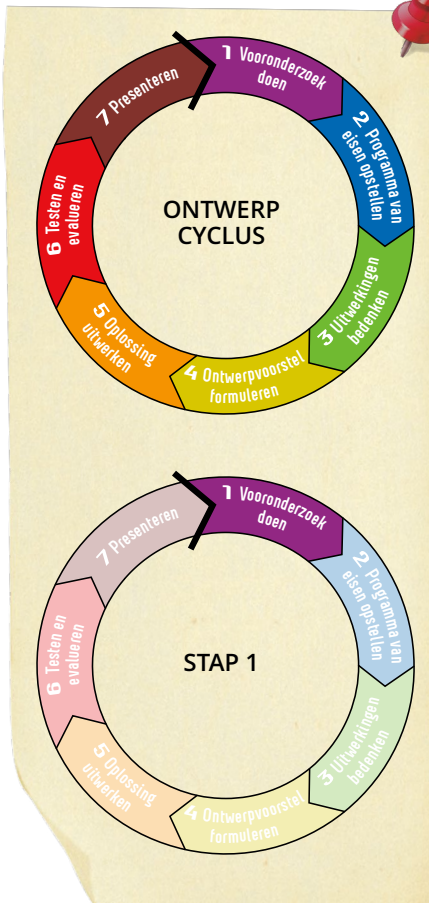 1 Vooronderzoek
doen
2 Programma van
eisen opstellen
3 Uitwerkingen
bedenken
4 Ontwerpvoorstel
formuleren
5 Oplossing
uitwerken
6 Testen en
evalueren
7 Presenteren
ONTWERP
CYCLUS
1 Vooronderzoek
doen
2 Programma van
eisen opstellen
3 Uitwerkingen
bedenken
4 Ontwerpvoorstel
formuleren
5 Oplossing
uitwerken
6 Testen en
evalueren
7 Presenteren
STAP 1